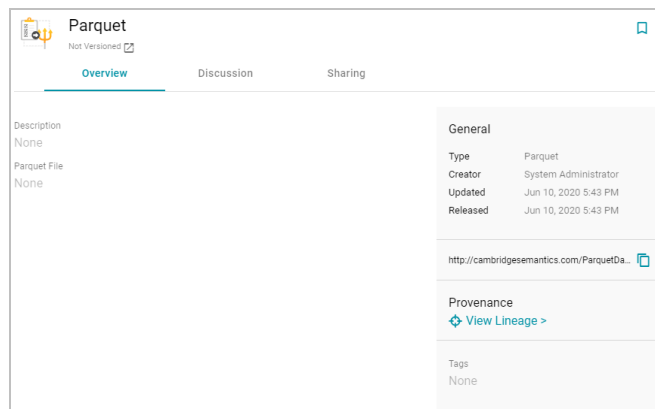 Parquet
Not Versioned
Overview Discussion Sharing
Description
None
Parquet File
None
General
Type Parquet
Creator System Administrator
Updated Jun 10, 2020 5:43 PM
Released Jun 10, 2020 5:43 PM
http://cambridgesemantics.com/ParquetDa...
Provenance
View Lineage >
Tags
None